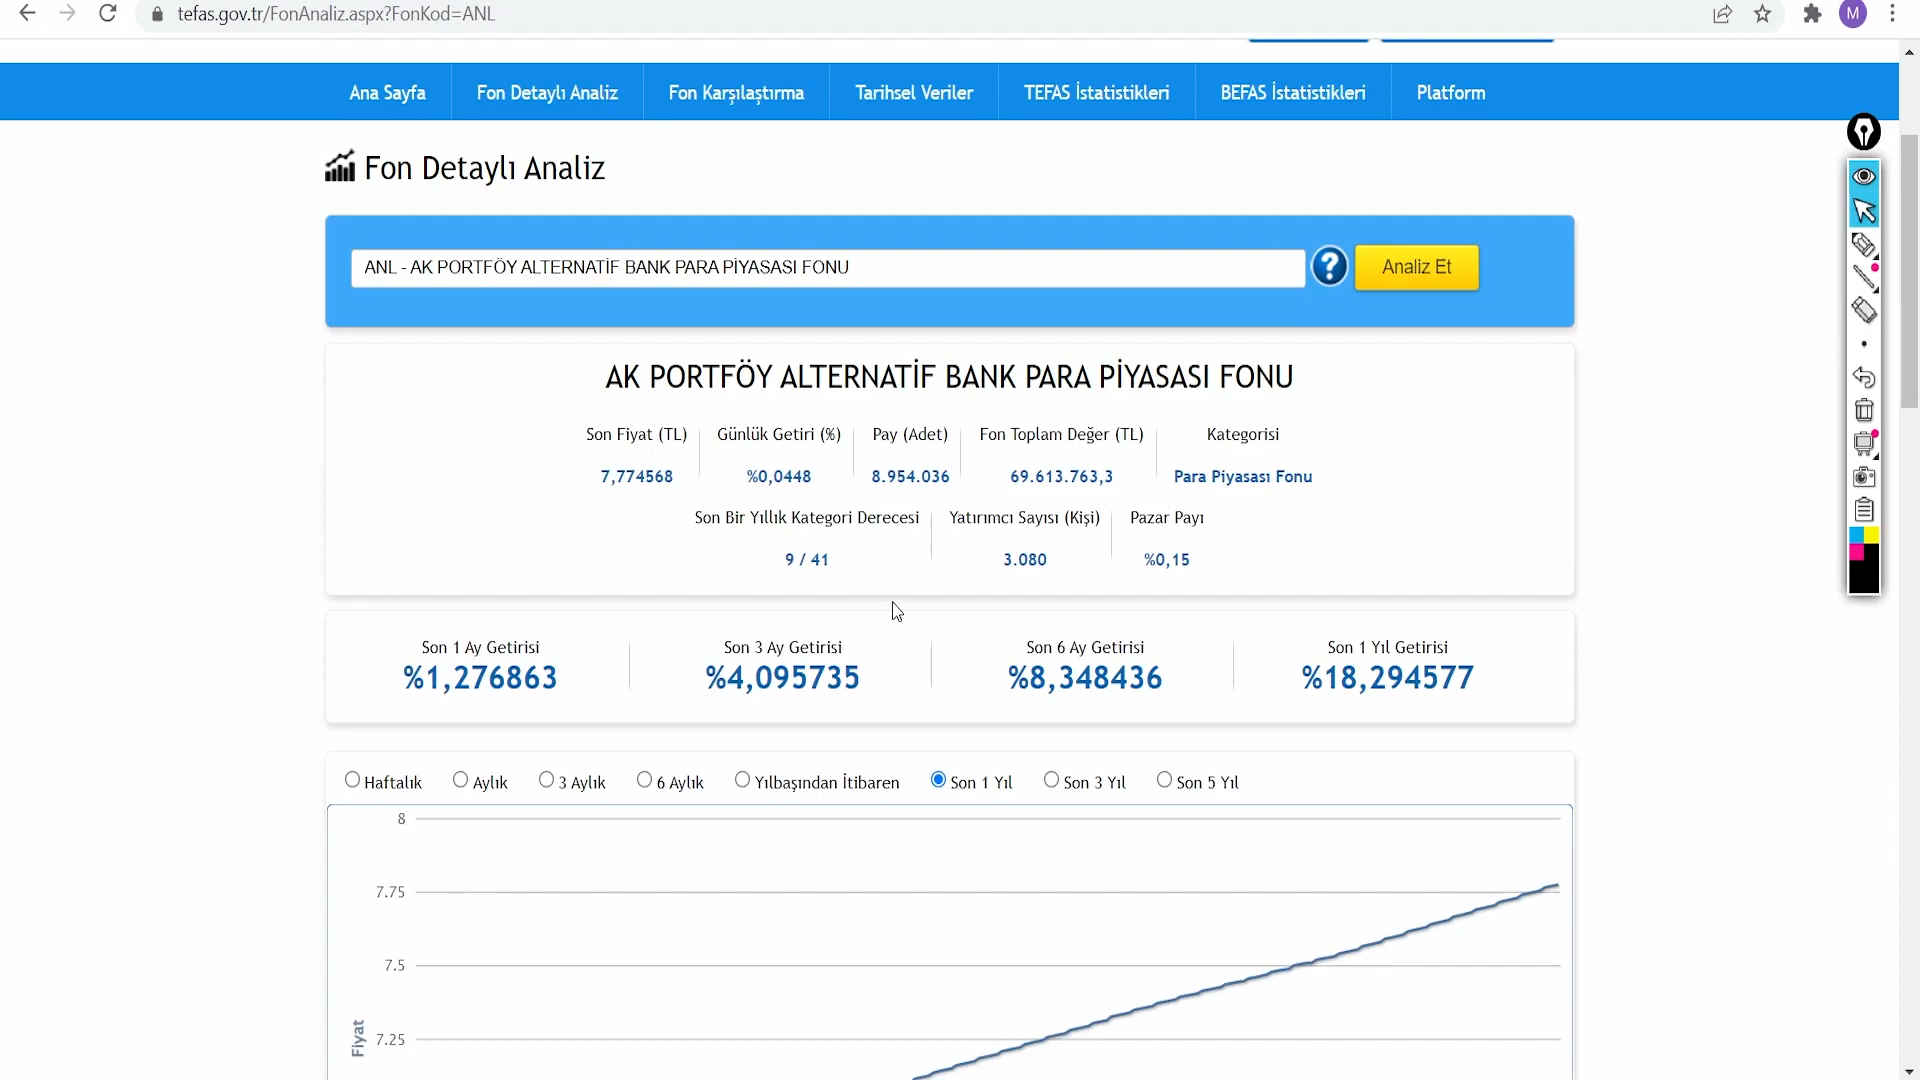 tefas.gov.tr/FonAnaliz.aspx?FonKod=ANL
M
Ana Sayfa
Fon Detaylı Analiz
Fon Karşılaştırma
Tarihsel Veriler
TEFAS İstatistikleri
BEFAS İstatistikleri
Platform
Fon Detaylı Analiz
ANL - AK PORTFÖY ALTERNATİF BANK PARA PİYASASI FONU
?
Analiz Et
AK PORTFÖY ALTERNATİF BANK PARA PİYASASI FONU
Son Fiyat (TL)
7,774568
Günlük Getiri (%)
%0,0448
Pay (Adet)
8.954.036
Fon Toplam Değer (TL)
69.613.763,3
Kategorisi
Para Piyasası Fonu
Son Bir Yıllık Kategori Derecesi
9 / 41
Yatırımcı Sayısı (Kişi)
3.080
Pazar Payı
%0,15
Son 1 Ay Getirisi
%1,276863
Son 3 Ay Getirisi
%4,095735
Son 6 Ay Getirisi
%8,348436
Son 1 Yıl Getirisi
%18,294577
Haftalık
Aylık
3 Aylık
6 Aylık
Yılbaşından İtibaren
Son 1 Yıl
Son 3 Yıl
Son 5 Yıl
8
7.75
7.5
7.25
Fiyat